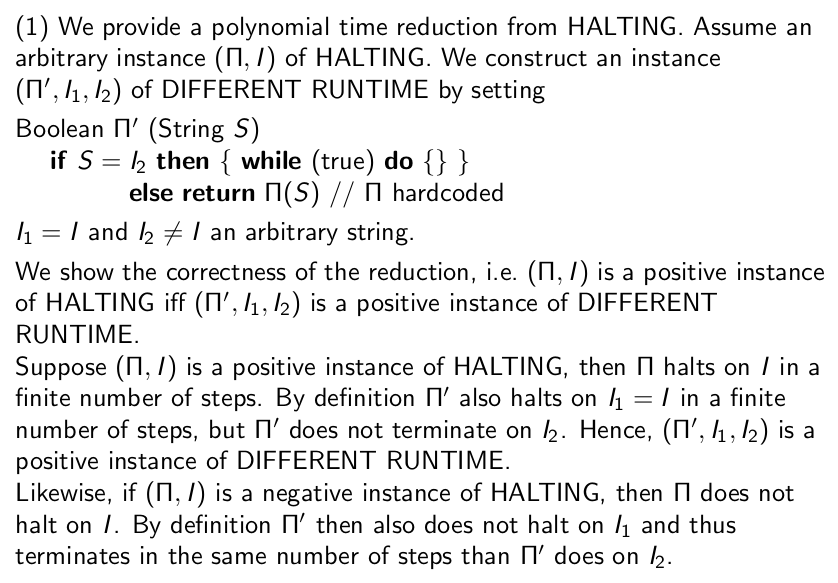 (1) We provide a polynomial time reduction from HALTING. Assume an
arbitrary instance (Π, I) of HALTING. We construct an instance
(Π′, I₁, I₂) of DIFFERENT RUNTIME by setting
Boolean Π′ (String S)
if S = I₂ then { while (true) do {} }
else return Π(S) // Π hardcoded
I₁ = I and I₂ ≠ I an arbitrary string.
We show the correctness of the reduction, i.e. (Π, I) is a positive instance
of HALTING iff (Π′, I₁, I₂) is a positive instance of DIFFERENT
RUNTIME.
Suppose (Π, I) is a positive instance of HALTING, then Π halts on I in a
finite number of steps. By definition Π′ also halts on I₁ = I in a finite
number of steps, but Π′ does not terminate on I₂. Hence, (Π′, I₁, I₂) is a
positive instance of DIFFERENT RUNTIME.
Likewise, if (Π, I) is a negative instance of HALTING, then Π does not
halt on I. By definition Π′ then also does not halt on I₁ and thus
terminates in the same number of steps than Π′ does on I₂.